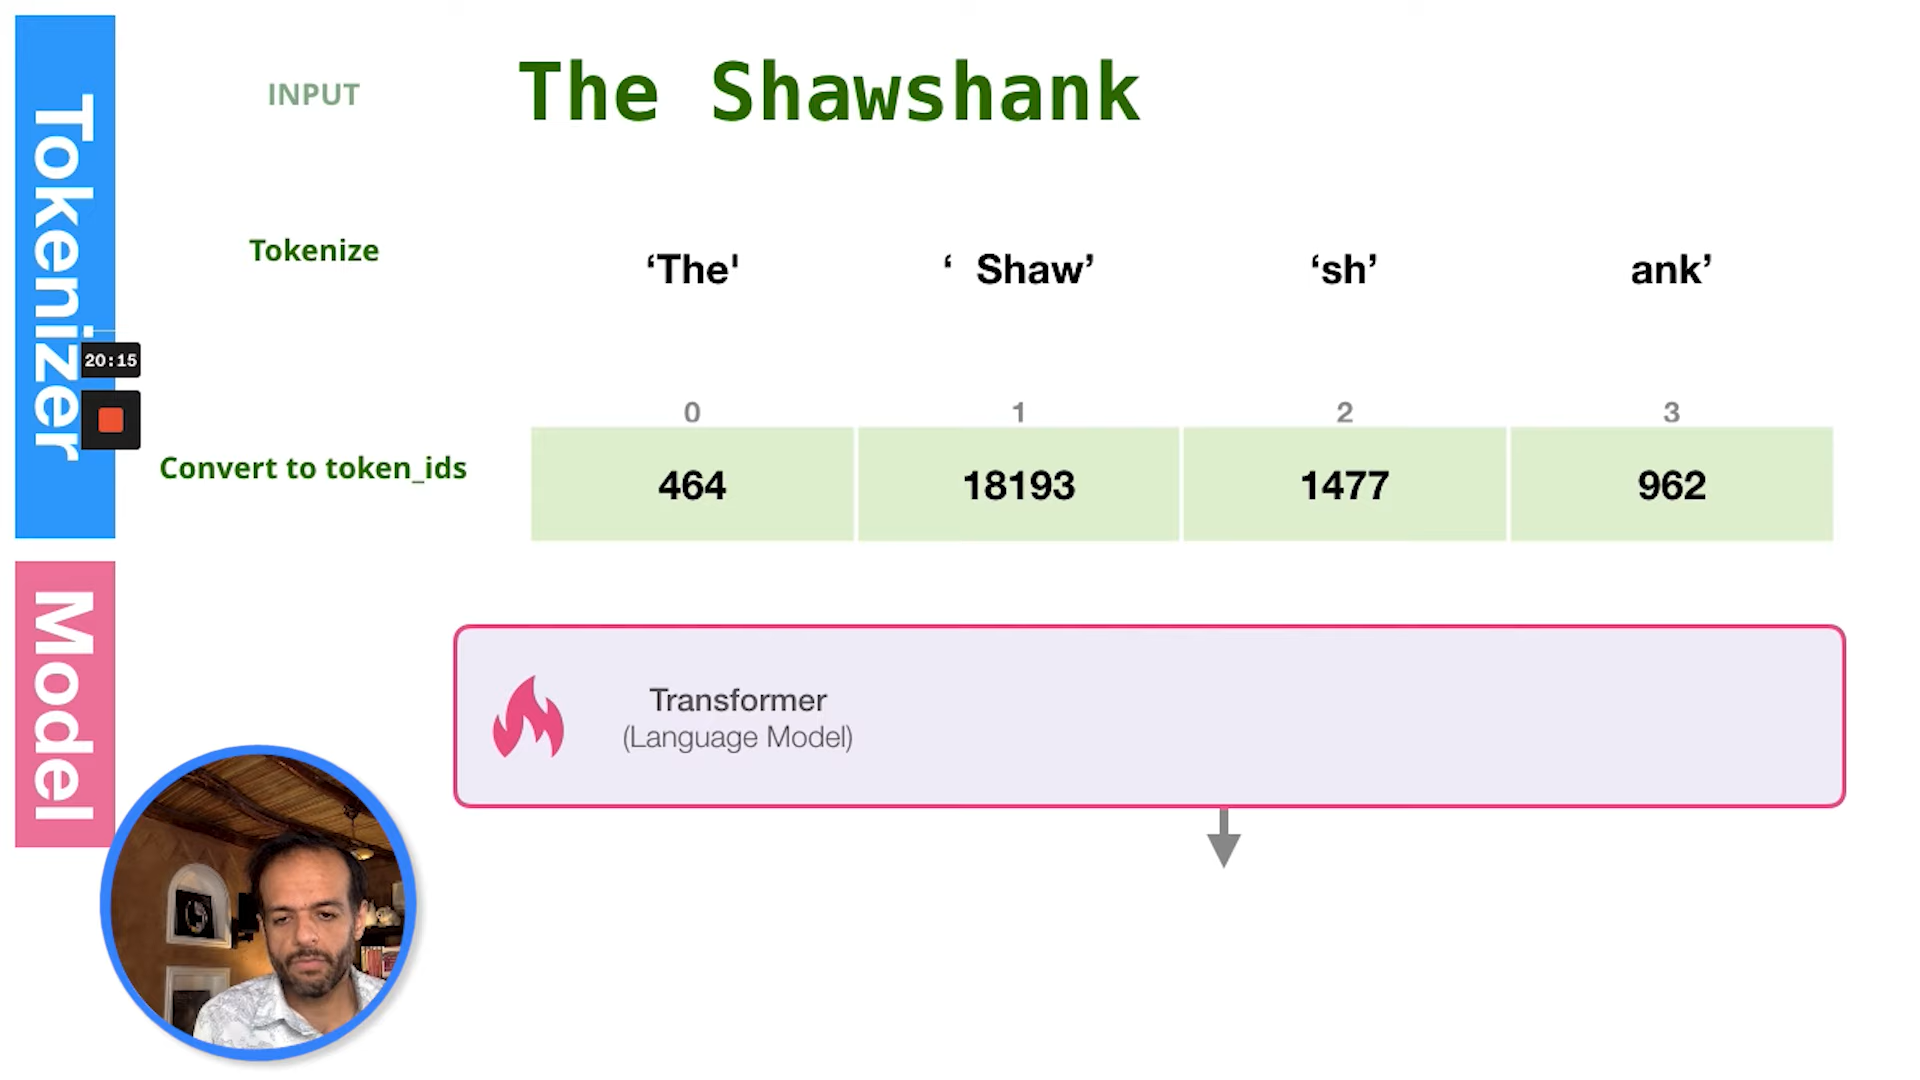 Tokenizer
INPUT
The Shawshank
Tokenize
‘The' ‘ Shaw’ ‘sh’ ank’
20:15
0 1 2 3
Convert to token_ids
464 18193 1477 962
Model
Transformer
(Language Model)